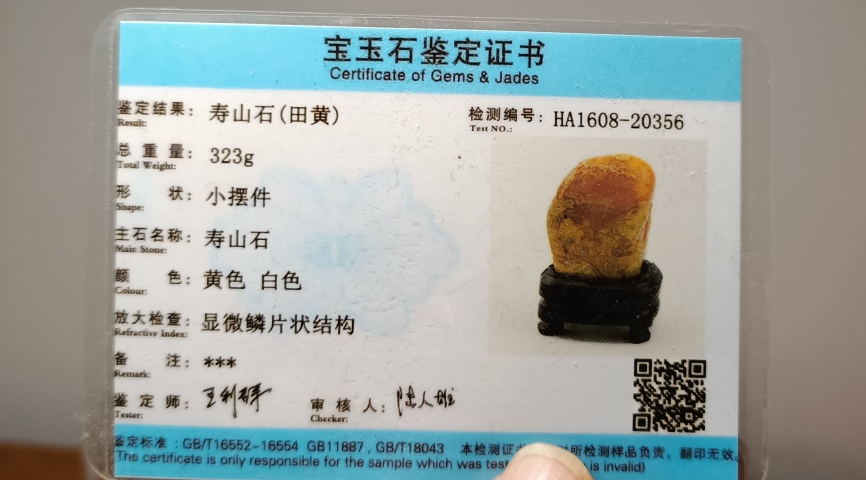 宝玉石鉴定证书
Certificate of Gems & Jades
鉴定结果：寿山石(田黄)
Result:
检测编号：HA1608-20356
Test NO.:
总重量：323g
Total Weight:
形状：小摆件
Shape:
主石名称：寿山石
Main Stone:
颜色：黄色 白色
Colour:
放大检查：显微鳞片状结构
Refractive Index:
备注：***
Remark:
鉴定师：
Tester:
审核人：
Checker:
鉴定标准：GB/T16552-16554 GB11887，GB/T18043 本检测证 对所检测样品负责，翻印无效。
The certificate is only responsible for the sample which was test is invalid)